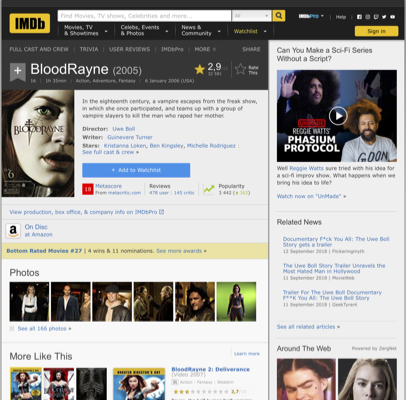 IMDb
Find Movies, TV shows, Celebrities and more...
All
IMDbPro
Help
Movies, TV
& Showtimes
Celebs, Events
& Photos
News &
Community
Watchlist
Sign in
FULL CAST AND CREW | TRIVIA | USER REVIEWS | IMDbPro | MORE
SHARE
BloodRayne (2005)
16 | 1h 35min | Action, Adventure, Fantasy | 6 January 2006 (USA)
2,9
Rate
This
BLOODRAYNE
In the eighteenth century, a vampire escapes from the freak show,
in which she once participated, and teams up with a group of
vampire slayers to kill the man who raped her mother.
Director: Uwe Boll
Writer: Guinevere Turner
Stars: Kristanna Loken, Ben Kingsley, Michelle Rodriguez |
See full cast & crew »
+ Add to Watchlist
18
Metascore
From metacritic.com
Reviews
478 user | 145 critic
Popularity
View production, box office, & company info on IMDbPro
a
On Disc
at Amazon
Bottom Rated Movies #27 | 4 wins & 11 nominations. See more awards »
Photos
See all 166 photos »
More Like This
Learn more
BloodRayne 2: Deliverance
(Video 2007)
Action | Fantasy | Western
Can You Make a Sci-Fi Series
Without a Script?
REGGIE WATTS'
PHASIUM
PROTOCOL
Well Reggie Watts sure tried with his idea for
a sci-fi improv show. What happens when we
bring his idea to life?
Watch now on "UnMade" »
Related News
Documentary F*ck You All: The Uwe Boll
Story gets a trailer
12 September 2018 | Flickeringmyth
The Uwe Boll Story Trailer Unravels the
Most Hated Man in Hollywood
11 September 2018 | MovieWeb
Trailer For The Uwe Boll Documentary
F**K You All: The Uwe Boll Story
11 September 2018 | GeekTyrant
See all related articles »
Around The Web
Powered by ZergNet